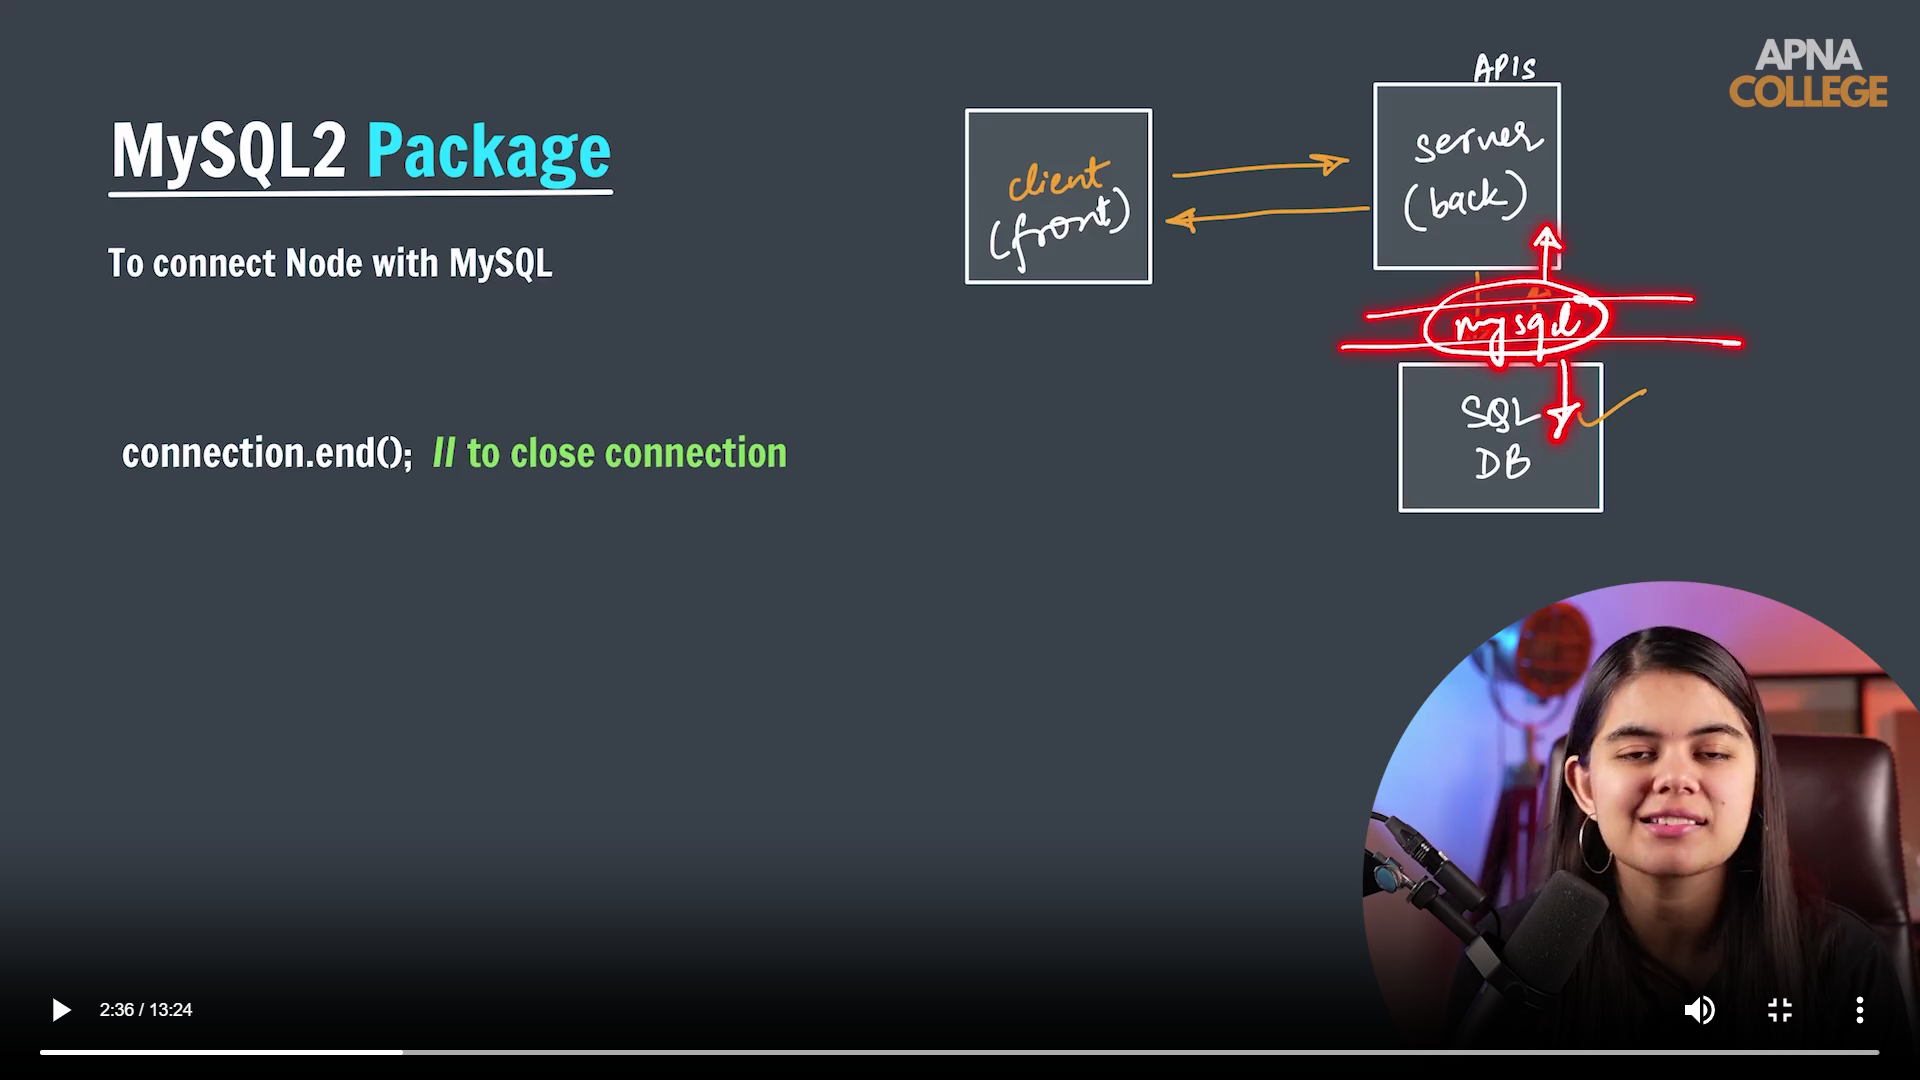 APNA
COLLEGE
MySQL2 Package
To connect Node with MySQL
connection.end(); // to close connection
client
(front)
APIs
server
(back)
mysql
SQL
DB
2:36 / 13:24